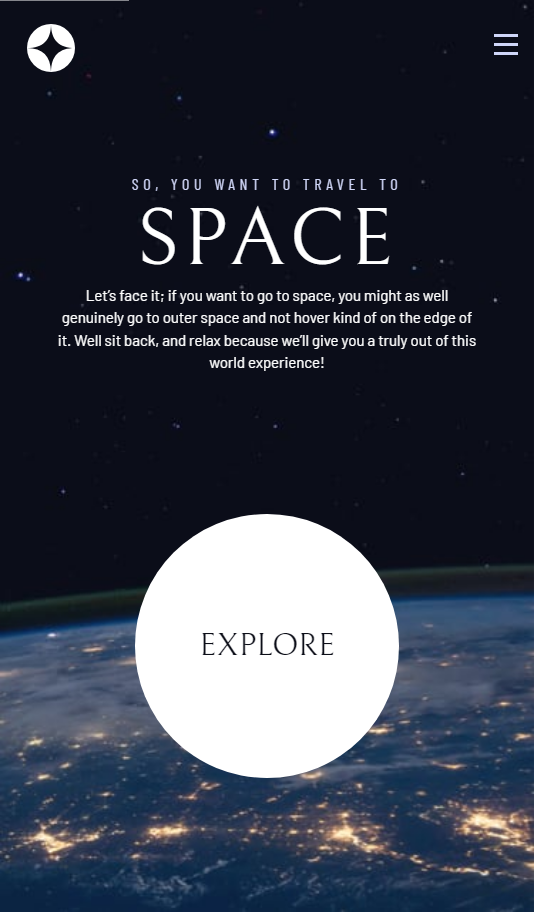 SO, YOU WANT TO TRAVEL TO
SPACE
Let’s face it; if you want to go to space, you might as well
genuinely go to outer space and not hover kind of on the edge of
it. Well sit back, and relax because we’ll give you a truly out of this
world experience!
EXPLORE